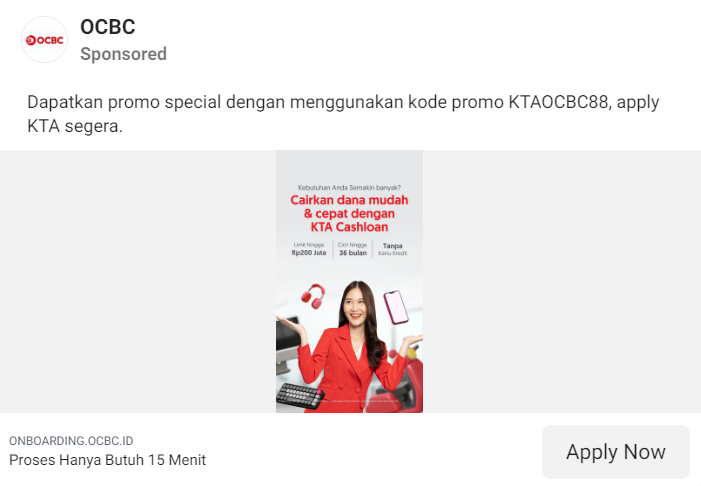 OCBC
OCBC
Sponsored
Dapatkan promo special dengan menggunakan kode promo KTAOCBC88, apply
KTA segera.
Kebutuhan Anda Semakin banyak?
Cairkan dana mudah
& cepat dengan
KTA Cashloan
Limit hingga Cicil hingga Tanpa
Rp200 Juta 36 bulan Kartu Kredit
ONBOARDING.OCBC.ID
Proses Hanya Butuh 15 Menit
Apply Now